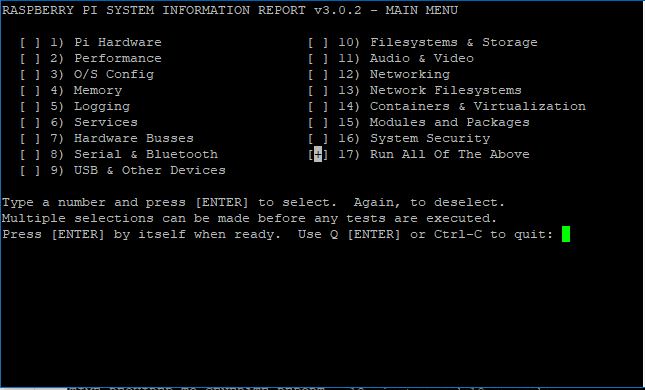 RASPBERRY PI SYSTEM INFORMATION REPORT v3.0.2 - MAIN MENU
[ ] 1) Pi Hardware [ ] 10) Filesystems & Storage
[ ] 2) Performance [ ] 11) Audio & Video
[ ] 3) O/S Config [ ] 12) Networking
[ ] 4) Memory [ ] 13) Network Filesystems
[ ] 5) Logging [ ] 14) Containers & Virtualization
[ ] 6) Services [ ] 15) Modules and Packages
[ ] 7) Hardware Busses [ ] 16) System Security
[ ] 8) Serial & Bluetooth [+] 17) Run All Of The Above
[ ] 9) USB & Other Devices
Type a number and press [ENTER] to select. Again, to deselect.
Multiple selections can be made before any tests are executed.
Press [ENTER] by itself when ready. Use Q [ENTER] or Ctrl-C to quit: